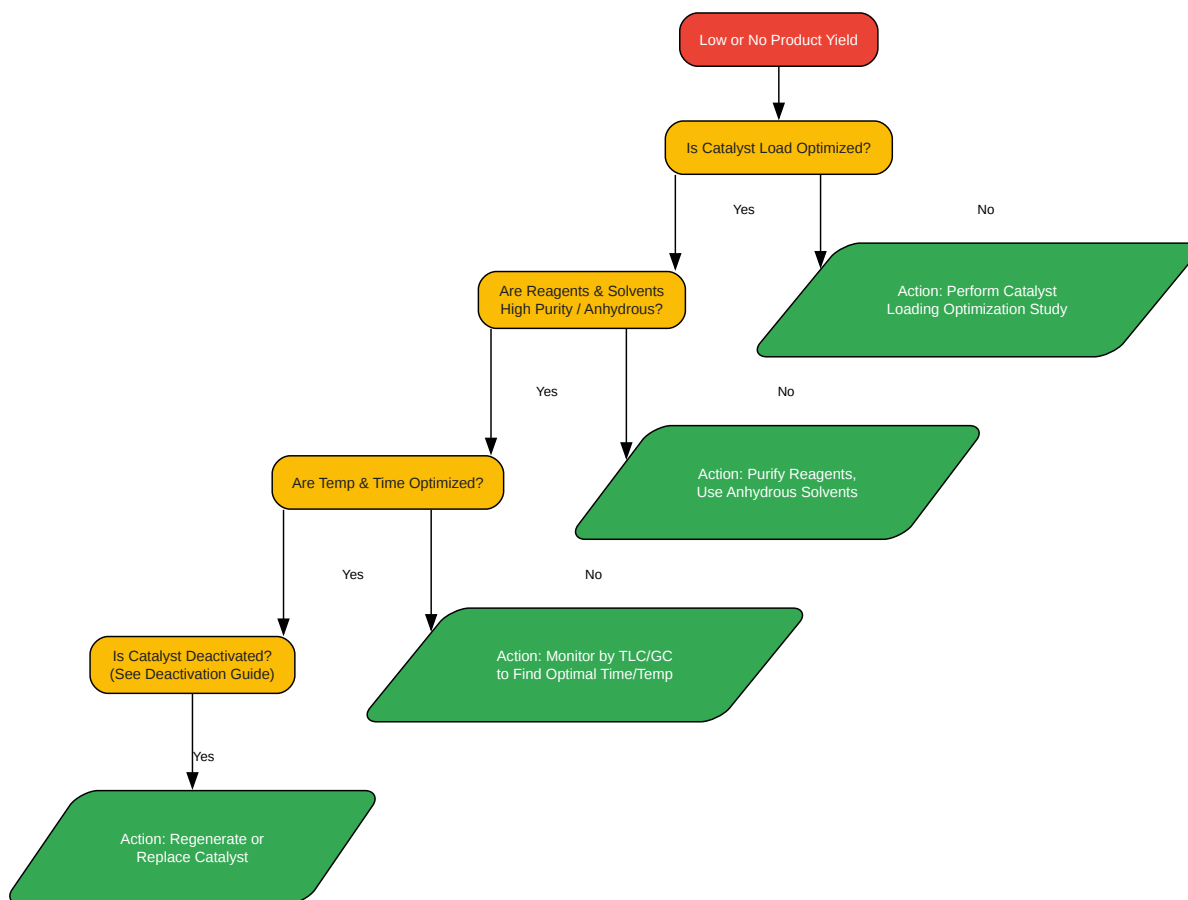 Low or No Product Yield
Is Catalyst Load Optimized?
Yes
No
Are Reagents & Solvents
High Purity / Anhydrous?
Action: Perform Catalyst
Loading Optimization Study
Yes
No
Are Temp & Time Optimized?
Action: Purify Reagents,
Use Anhydrous Solvents
Yes
No
Is Catalyst Deactivated?
(See Deactivation Guide)
Action: Monitor by TLC/GC
to Find Optimal Time/Temp
Yes
Action: Regenerate or
Replace Catalyst